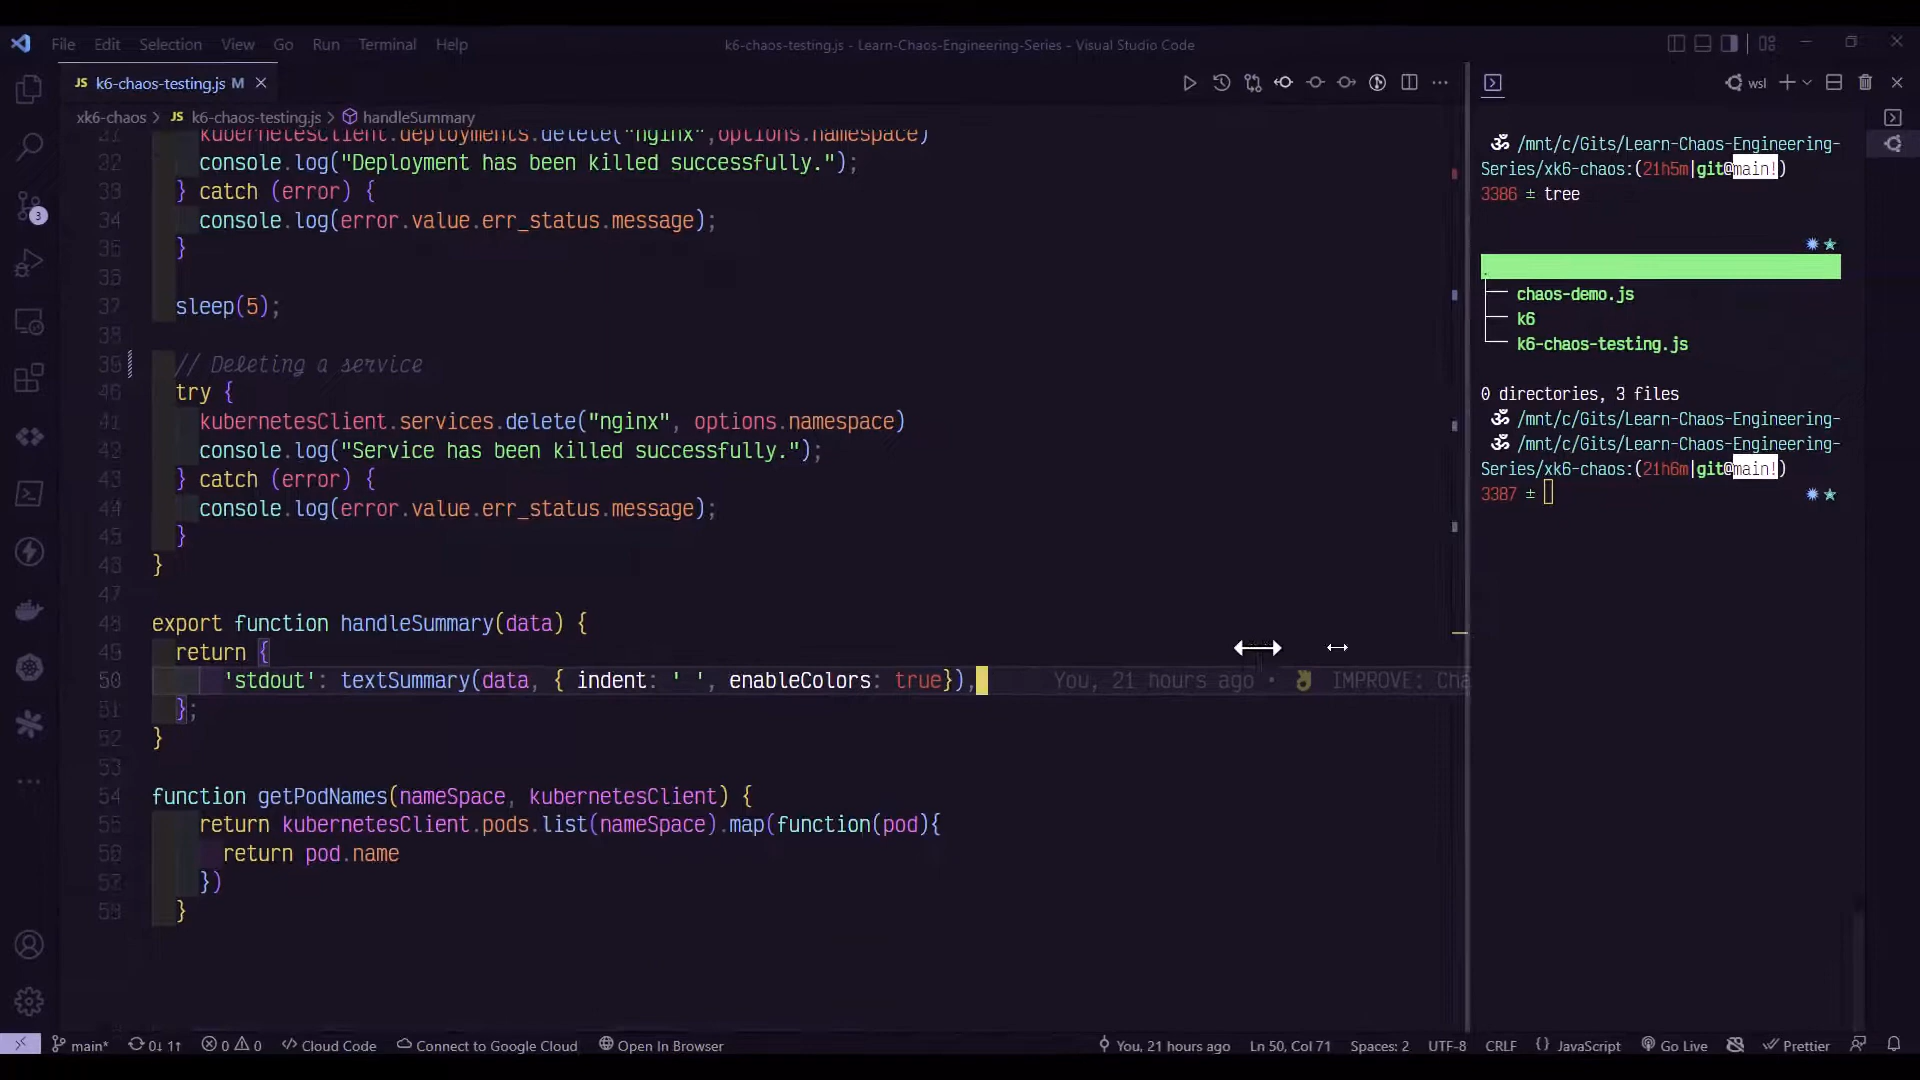 File Edit Selection View Go Run Terminal Help
k6-chaos-testing.js - Learn-Chaos-Engineering-Series - Visual Studio Code
JS k6-chaos-testing.js M
xk6-chaos > JS k6-chaos-testing.js > handleSummary
31 kubernetesClient.deployments.delete("nginx",options.namespace)
32 console.log("Deployment has been killed successfully.");
33 } catch (error) {
34 console.log(error.value.err_status.message);
35 }
36
37 sleep(5);
38
39 // Deleting a service
40 try {
41 kubernetesClient.services.delete("nginx", options.namespace)
42 console.log("Service has been killed successfully.");
43 } catch (error) {
44 console.log(error.value.err_status.message);
45 }
46 }
47
48 export function handleSummary(data) {
49 return {
50 'stdout': textSummary(data, { indent: ' ', enableColors: true}), You, 21 hours ago • IMPROVE: Cha
51 };
52 }
53
54 function getPodNames(nameSpace, kubernetesClient) {
55 return kubernetesClient.pods.list(nameSpace).map(function(pod){
56 return pod.name
57 })
58 }
wsl
ॐ /mnt/c/Gits/Learn-Chaos-Engineering-
Series/xk6-chaos:(21h5m|git@main!)
3386 ± tree
.
├── chaos-demo.js
├── k6
└── k6-chaos-testing.js
0 directories, 3 files
ॐ /mnt/c/Gits/Learn-Chaos-Engineering-
ॐ /mnt/c/Gits/Learn-Chaos-Engineering-
Series/xk6-chaos:(21h6m|git@main!)
3387 ±
3
main* 0↓ 1↑ 0 0 Cloud Code Connect to Google Cloud Open In Browser You, 21 hours ago Ln 50, Col 71 Spaces: 2 UTF-8 CRLF JavaScript Go Live Prettier